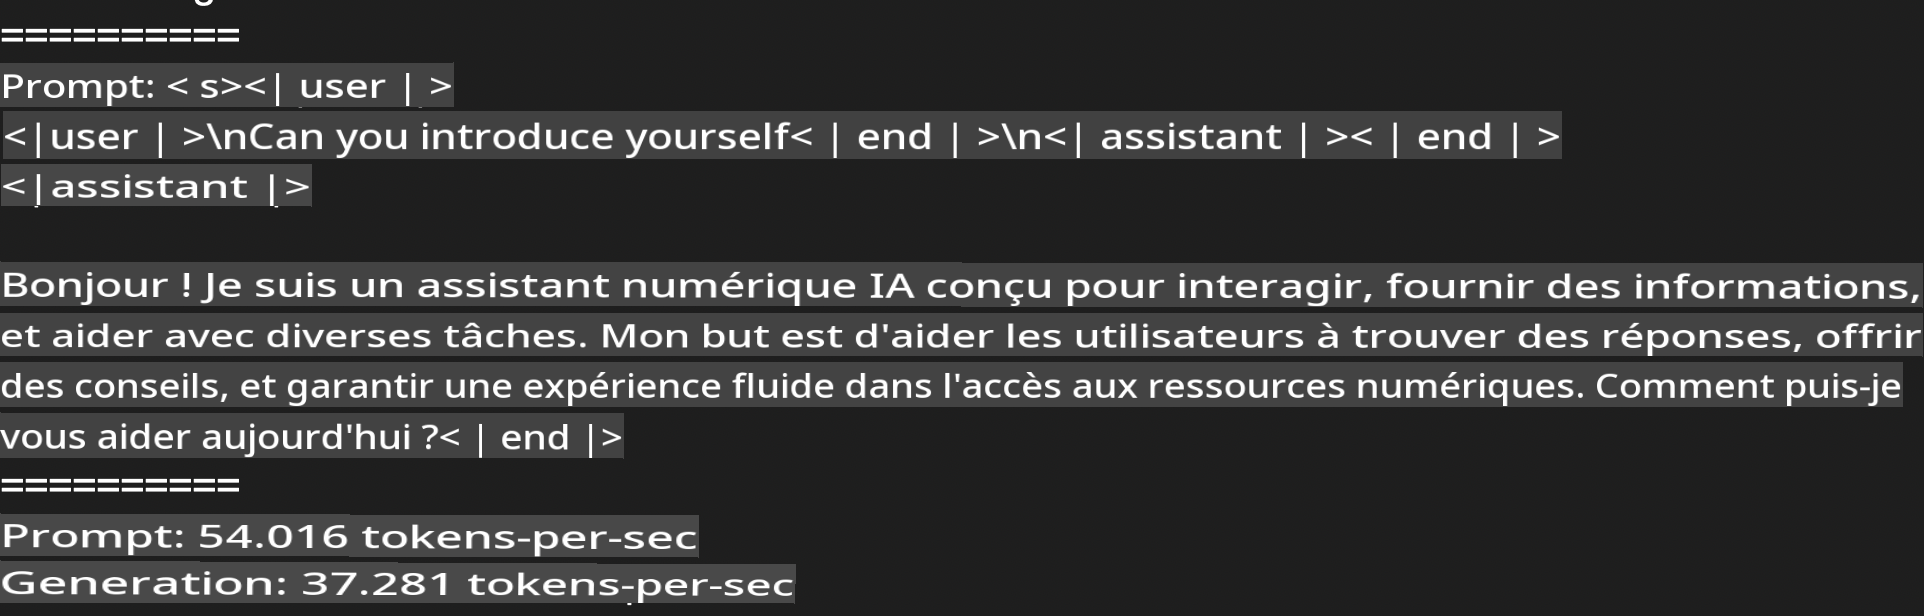 ==========
Prompt: < s><| user | >
<|user | >\nCan you introduce yourself< | end | >\n<| assistant | >< | end | >
<|assistant |>
Bonjour ! Je suis un assistant numérique IA conçu pour interagir, fournir des informations,
et aider avec diverses tâches. Mon but est d'aider les utilisateurs à trouver des réponses, offrir
des conseils, et garantir une expérience fluide dans l'accès aux ressources numériques. Comment puis-je
vous aider aujourd'hui ?< | end |>
==========
Prompt: 54.016 tokens-per-sec
Generation: 37.281 tokens-per-sec